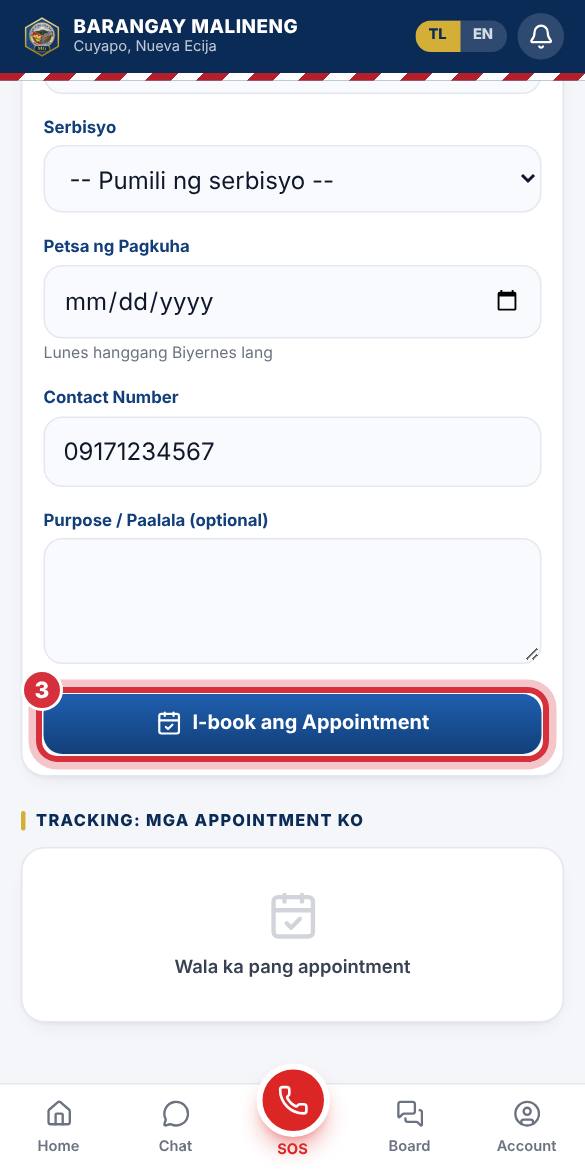 BARANGAY MALINENG
Cuyapo, Nueva Ecija
TL EN
Serbisyo
-- Pumili ng serbisyo --
Petsa ng Pagkuha
mm/dd/yyyy
Lunes hanggang Biyernes lang
Contact Number
09171234567
Purpose / Paalala (optional)
3
I-book ang Appointment
TRACKING: MGA APPOINTMENT KO
Wala ka pang appointment
Home Chat SOS Board Account